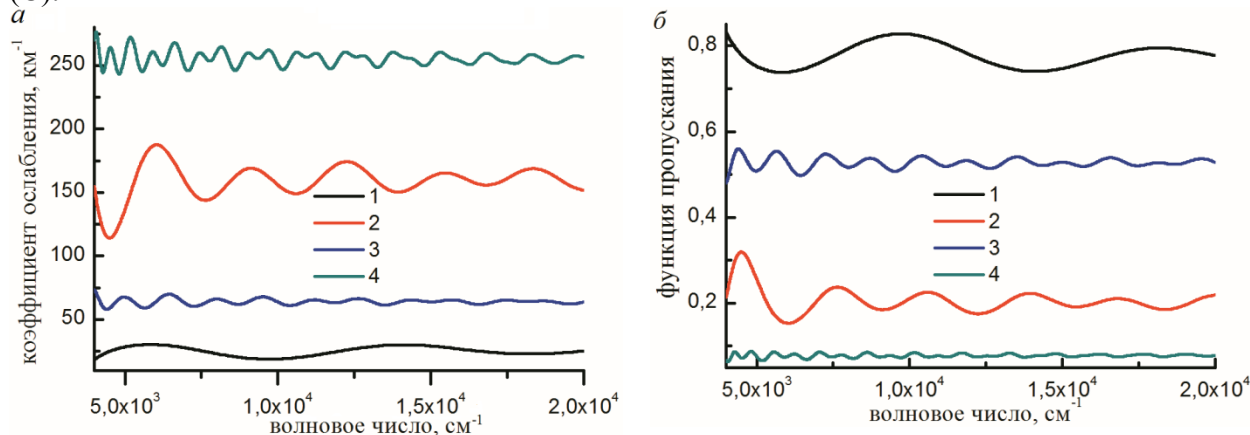 а
коэффициент ослабления, км⁻¹
250
200
150
100
50
1
2
3
4
5,0x10³
1,0x10⁴
1,5x10⁴
2,0x10⁴
волновое число, см⁻¹
б
функция пропускания
0,8
0,6
0,4
0,2
1
2
3
4
5,0x10³
1,0x10⁴
1,5x10⁴
2,0x10⁴
волновое число, см⁻¹